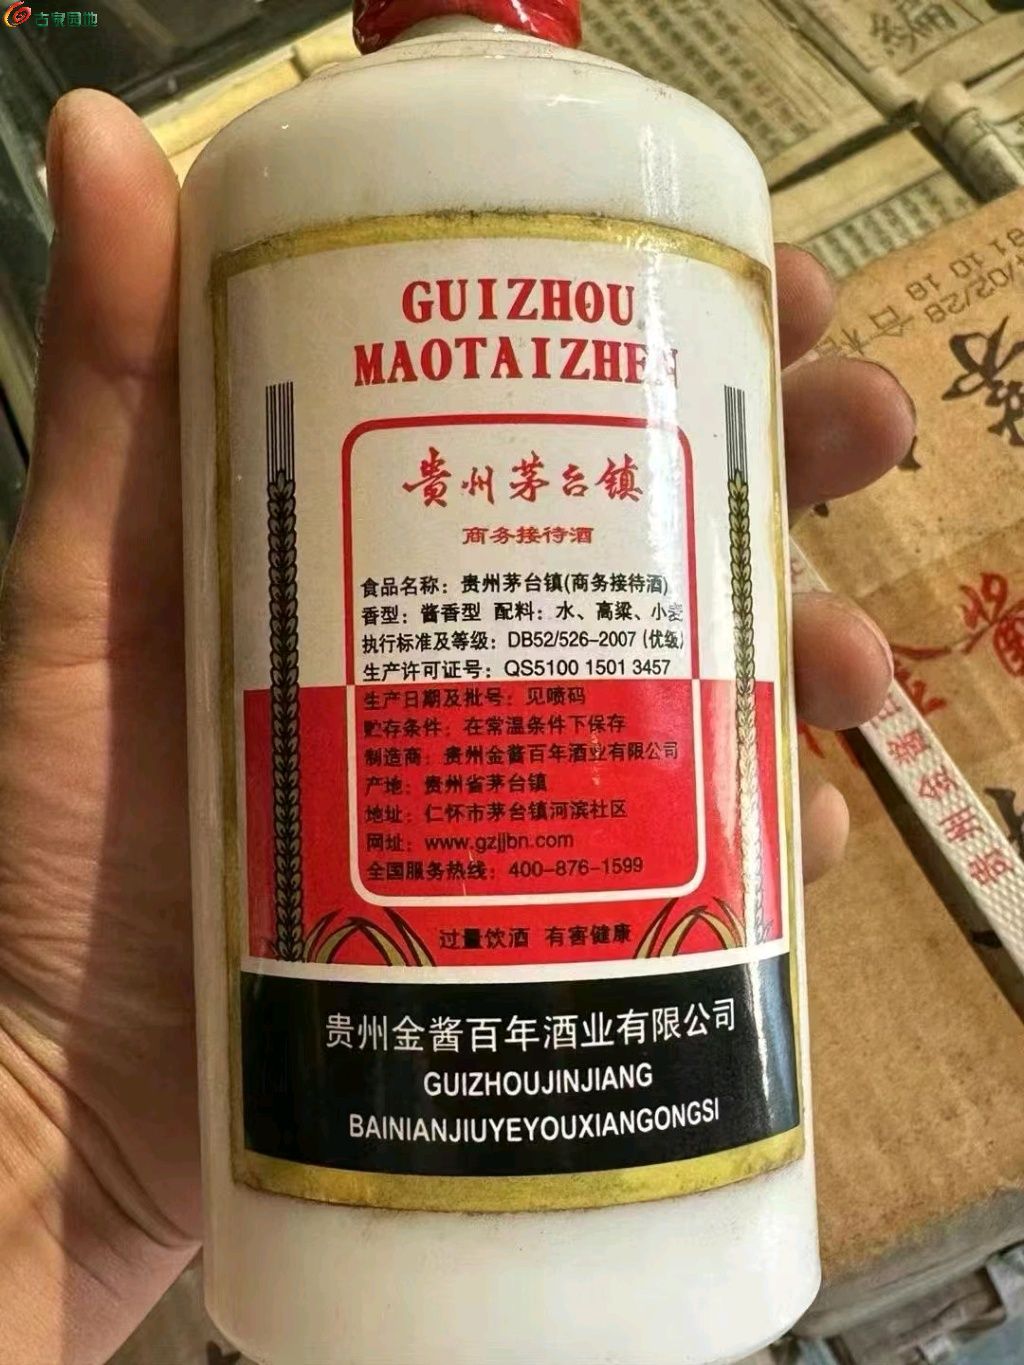 古泉园地
GUIZHOU
MAOTAIZHEN
贵州茅台镇
商务接待酒
食品名称：贵州茅台镇(商务接待酒)
香型：酱香型 配料：水、高粱、小麦
执行标准及等级：DB52/526-2007 (优级)
生产许可证号：QS5100 1501 3457
生产日期及批号：见喷码
贮存条件：在常温条件下保存
制造商：贵州金酱百年酒业有限公司
产地：贵州省茅台镇
地址：仁怀市茅台镇河滨社区
网址：www.gzjjbn.com
全国服务热线：400-876-1599
过量饮酒 有害健康
贵州金酱百年酒业有限公司
GUIZHOUJINJIANG
BAINIANJIUYEYOUXIANGONGSI
贵州金酱